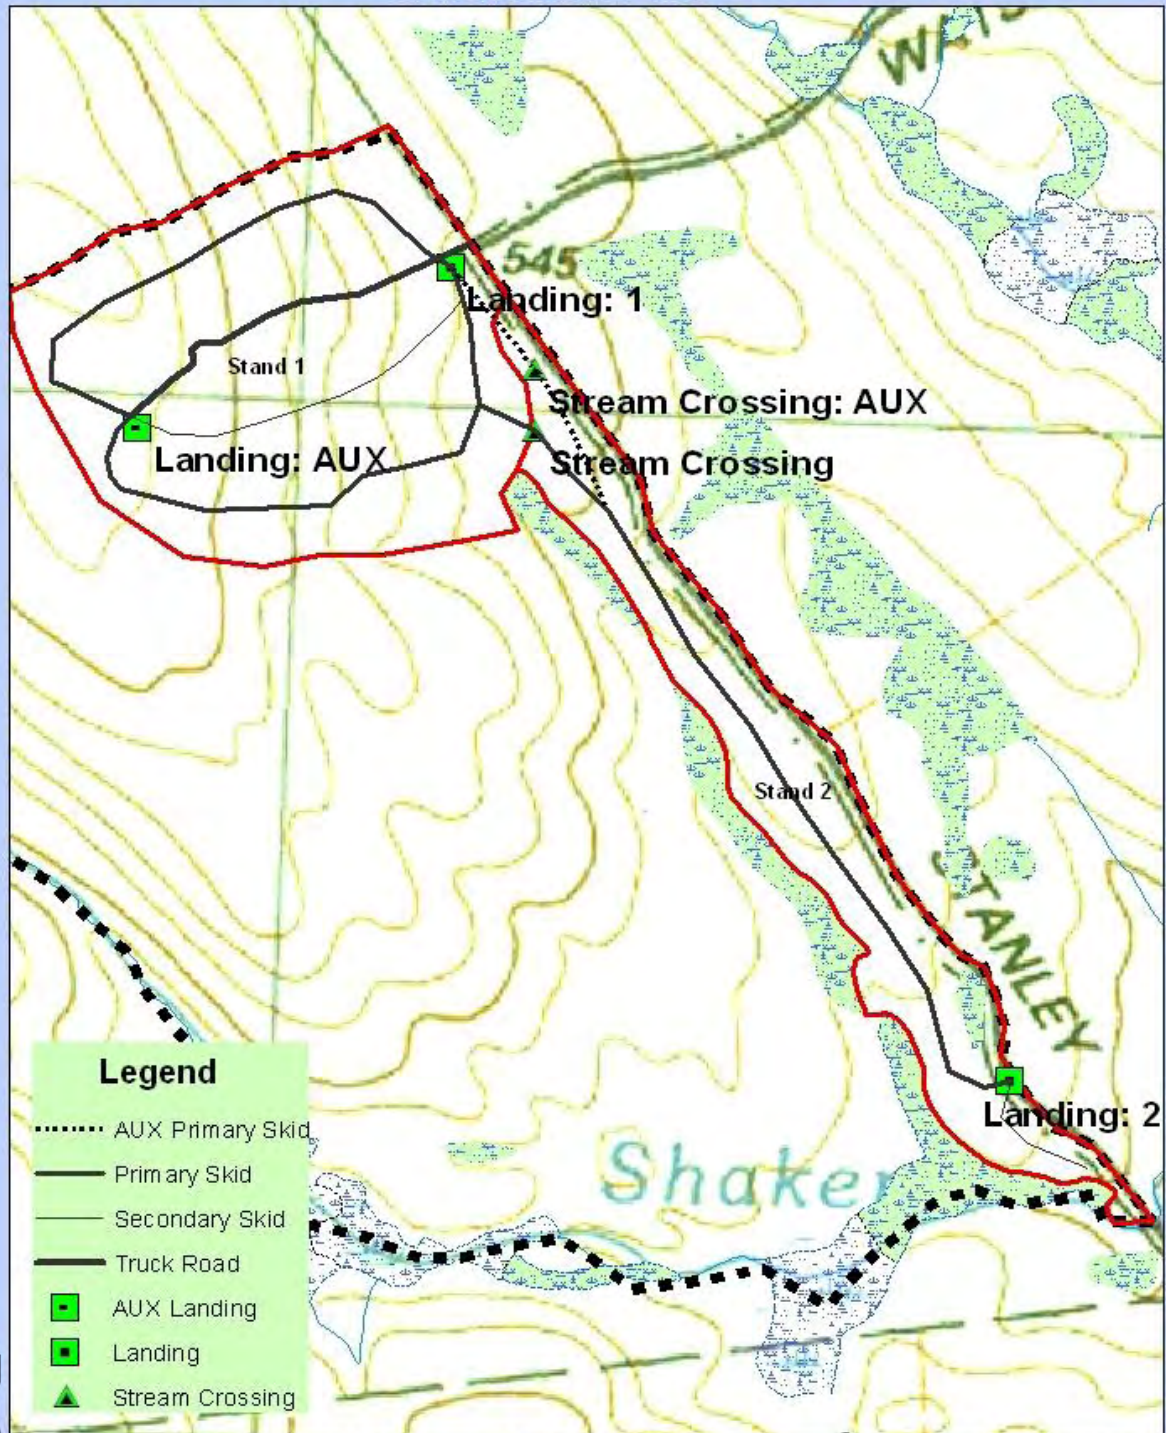 545
Landing: 1
Stand 1
Stream Crossing: AUX
Landing: AUX
Stream Crossing
Stand 2
STANLEY
Landing: 2
Shaker
Legend
AUX Primary Skid
Primary Skid
Secondary Skid
Truck Road
AUX Landing
Landing
Stream Crossing